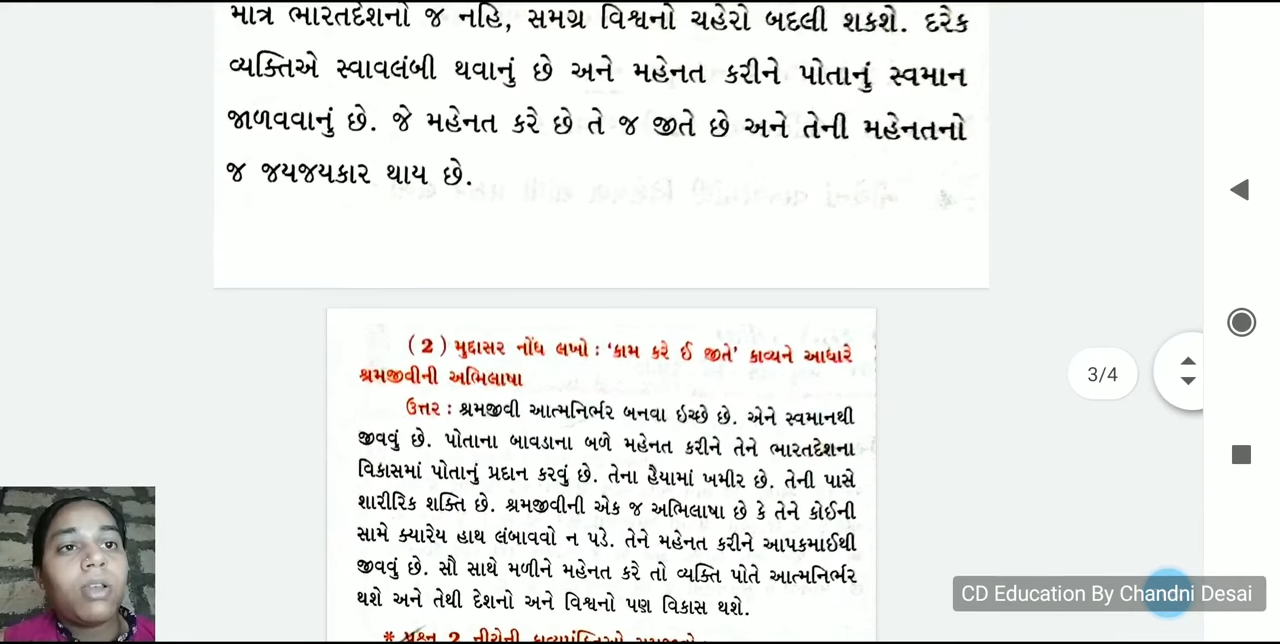 માત્ર ભારતદેશનો જ નહિ, સમગ્ર વિશ્વનો ચહેરો બદલી શકશે. દરેક
વ્યક્તિએ સ્વાવલંબી થવાનું છે અને મહેનત કરીને પોતાનું સ્વમાન
જાળવવાનું છે. જે મહેનત કરે છે તે જ જીતે છે અને તેની મહેનતનો
જ જયજયકાર થાય છે.
(2) મુદ્દાસર નોંધ લખો : ‘કામ કરે ઈ જીતે’ કાવ્યને આધારે
શ્રમજીવીની અભિલાષા
ઉત્તર : શ્રમજીવી આત્મનિર્ભર બનવા ઇચ્છે છે. એને સ્વમાનથી
જીવવું છે. પોતાના બાવડાના બળે મહેનત કરીને તેને ભારતદેશના
વિકાસમાં પોતાનું પ્રદાન કરવું છે. તેના હૈયામાં ખમીર છે. તેની પાસે
શારીરિક શક્તિ છે. શ્રમજીવીની એક જ અભિલાષા છે કે તેને કોઈની
સામે ક્યારેય હાથ લંબાવવો ન પડે. તેને મહેનત કરીને આપકમાઈથી
જીવવું છે. સૌ સાથે મળીને મહેનત કરે તો વ્યક્તિ પોતે આત્મનિર્ભર
થશે અને તેથી દેશનો અને વિશ્વનો પણ વિકાસ થશે.
* પ્રશ્ન 2 નીચેની કાવ્યપંક્તિઓ સમજાવો
3/4
CD Education By Chandni Desai